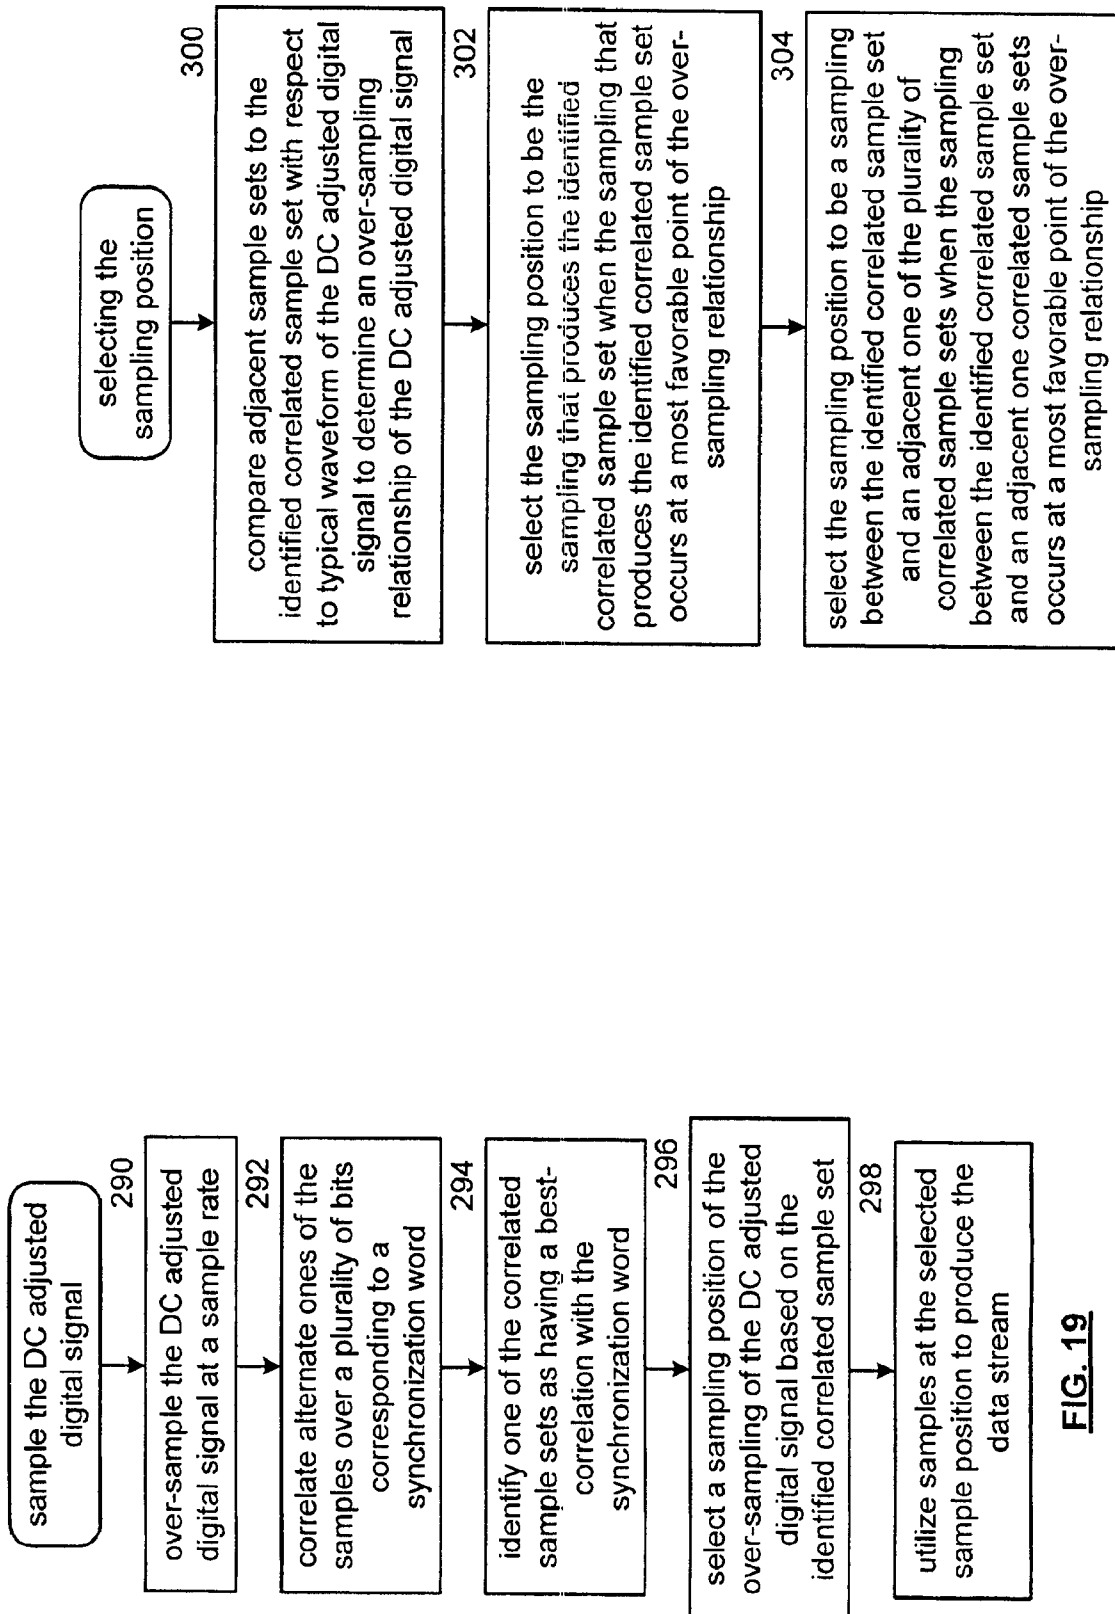 sample the DC adjusted
digital signal
290
over-sample the DC adjusted
digital signal at a sample rate
292
correlate alternate ones of the
samples over a plurality of bits
corresponding to a
synchronization word
294
identify one of the correlated
sample sets as having a best-
correlation with the
synchronization word
296
select a sampling position of the
over-sampling of the DC adjusted
digital signal based on the
identified correlated sample set
298
utilize samples at the selected
sample position to produce the
data stream
selecting the
sampling position
300
compare adjacent sample sets to the
identified correlated sample set with respect
to typical waveform of the DC adjusted digital
signal to determine an over-sampling
relationship of the DC adjusted digital signal
302
select the sampling position to be the
sampling that produces the identified
correlated sample set when the sampling that
produces the identified correlated sample set
occurs at a most favorable point of the over-
sampling relationship
304
select the sampling position to be a sampling
between the identified correlated sample set
and an adjacent one of the plurality of
correlated sample sets when the sampling
between the identified correlated sample set
and an adjacent one correlated sample sets
occurs at a most favorable point of the over-
sampling relationship
FIG. 19